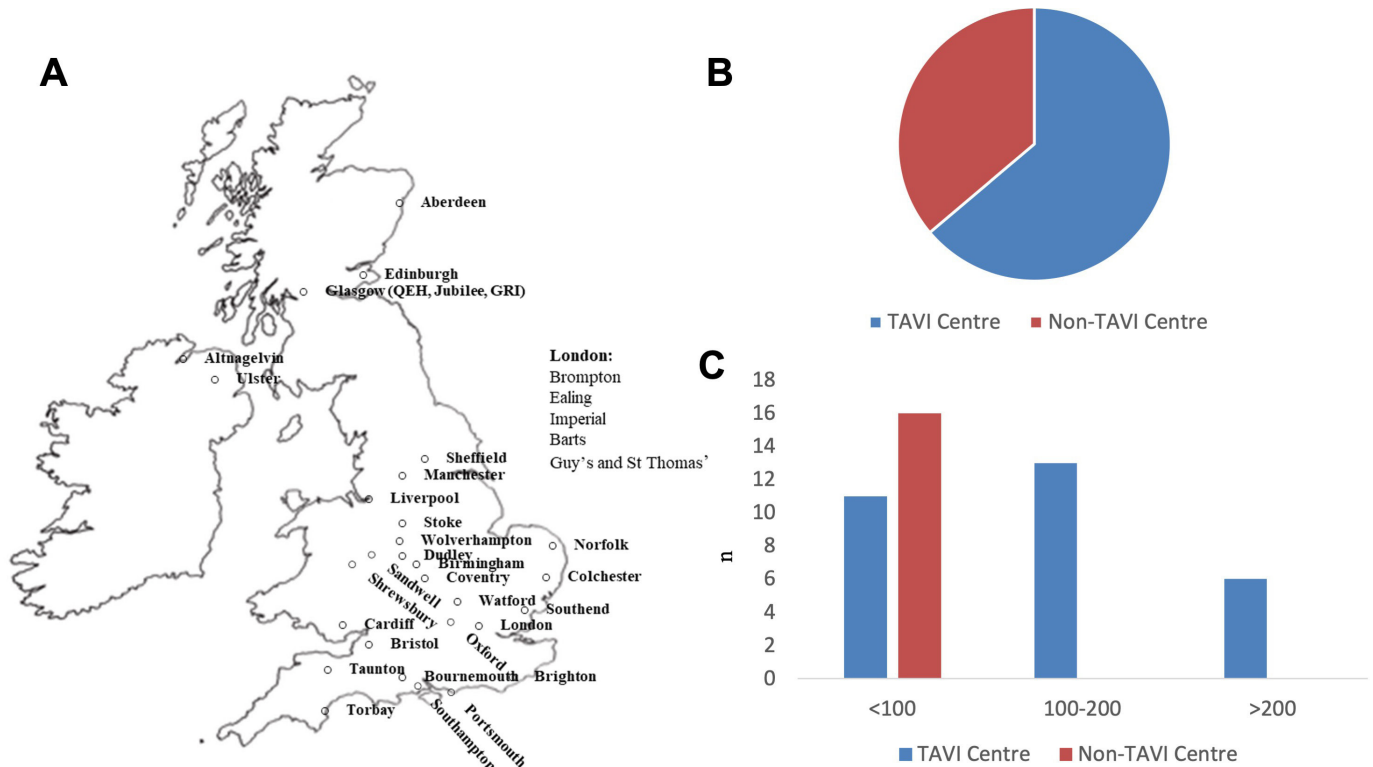 A
Aberdeen
Edinburgh
Glasgow (QEH, Jubilee, GRI)
Altnagelvin
Ulster
London:
Brompton
Ealing
Imperial
Barts
Guy's and St Thomas'
Sheffield
Manchester
Liverpool
Stoke
Wolverhampton
Dudley
Birmingham
Sandwell
Coventry
Shrewsbury
Norfolk
Colchester
Watford
Southend
Cardiff
London
Oxford
Bristol
Taunton
Bournemouth
Brighton
Torbay
Southampton
Portsmouth
B
TAVI Centre
Non-TAVI Centre
C
n
18
16
14
12
10
8
6
4
2
0
<100
100-200
>200
TAVI Centre
Non-TAVI Centre